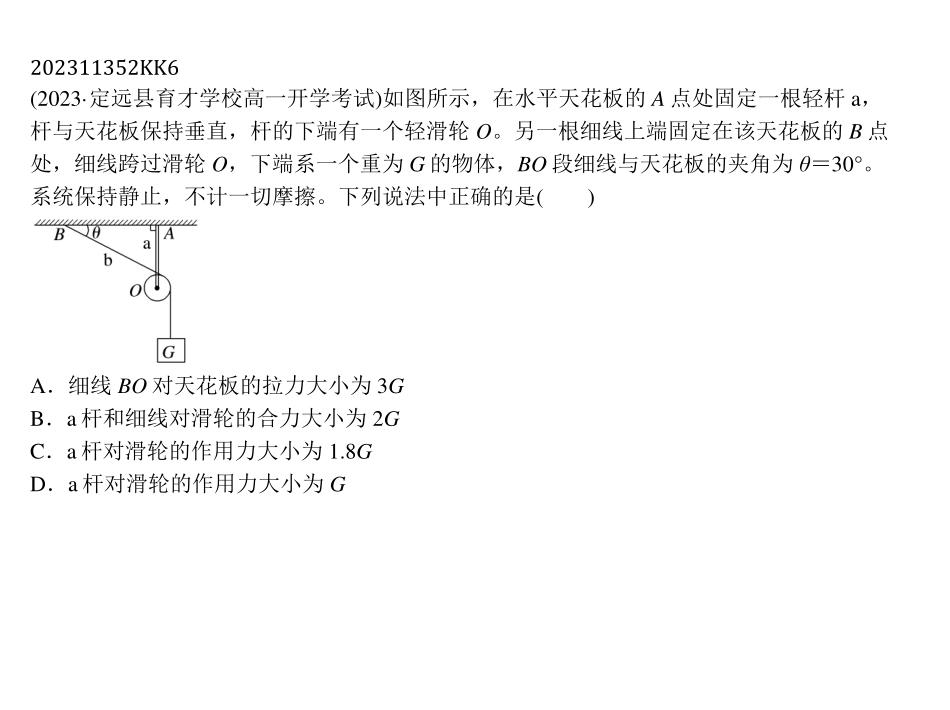 202311352KK6
(2023·定远县育才学校高一开学考试)如图所示，在水平天花板的 A 点处固定一根轻杆 a，
杆与天花板保持垂直，杆的下端有一个轻滑轮 O。另一根细线上端固定在该天花板的 B 点
处，细线跨过滑轮 O，下端系一个重为 G 的物体，BO 段细线与天花板的夹角为 θ＝30°。
系统保持静止，不计一切摩擦。下列说法中正确的是(　　)
B θ a A
b
O
G
A．细线 BO 对天花板的拉力大小为 3G
B．a 杆和细线对滑轮的合力大小为 2G
C．a 杆对滑轮的作用力大小为 1.8G
D．a 杆对滑轮的作用力大小为 G